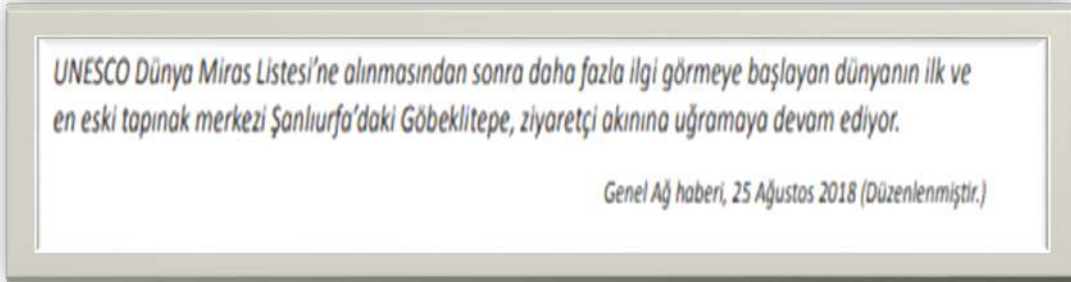 UNESCO Dünya Miras Listesi’ne alınmasından sonra daha fazla ilgi görmeye başlayan dünyanın ilk ve
en eski tapınak merkezi Şanlıurfa’daki Göbeklitepe, ziyaretçi akınına uğramaya devam ediyor.
Genel Ağ haberi, 25 Ağustos 2018 (Düzenlenmiştir.)